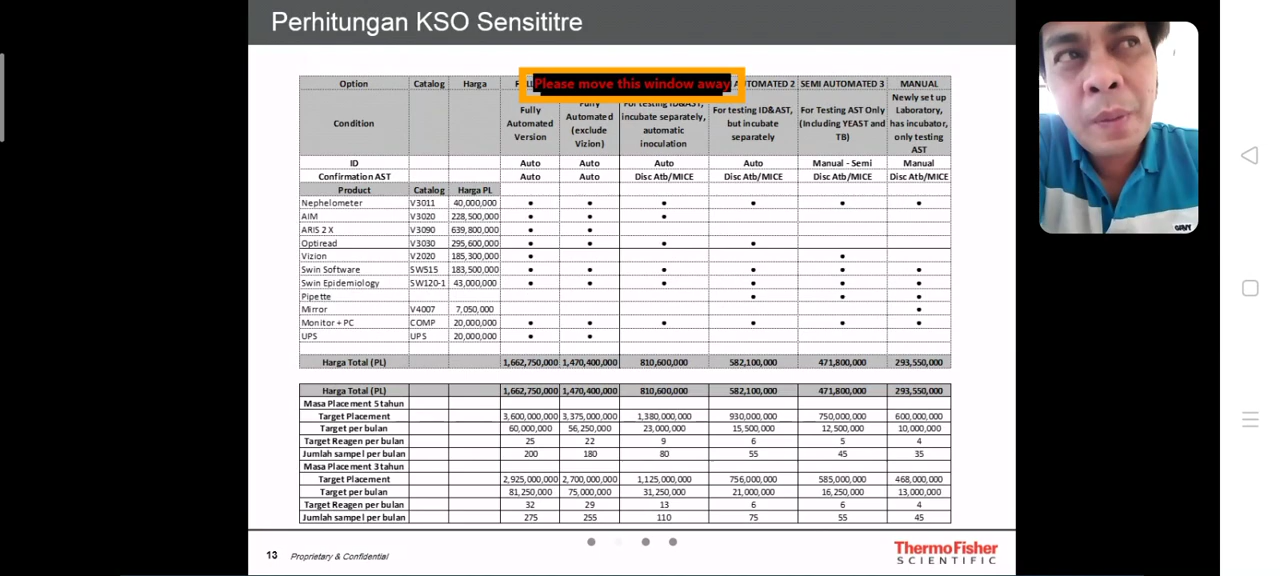 Perhitungan KSO Sensititre
Option Catalog Harga Please move this window away AUTOMATED 2 SEMI AUTOMATED 3 MANUAL
Condition
Fully Automated Version
Fully Automated (exclude Vizion)
For testing ID&AST, incubate separately, automatic inoculation
For testing ID&AST, but incubate separately
For Testing AST Only (Including YEAST and TB)
Newly set up Laboratory, has incubator, only testing AST
ID Auto Auto Auto Auto Manual - Semi Manual
Confirmation AST Auto Auto Disc Atb/MICE Disc Atb/MICE Disc Atb/MICE Disc Atb/MICE
Product Catalog Harga PL
Nephelometer V3011 40,000,000 • • • • • •
AIM V3020 228,500,000 • • •
ARIS 2 X V3090 639,800,000 • •
Optiread V3030 295,600,000 • • • •
Vizion V2020 185,300,000 • •
Swin Software SW515 183,500,000 • • • • • •
Swin Epidemiology SW120-1 43,000,000 • • • • • •
Pipette • • •
Mirror V4007 7,050,000 •
Monitor + PC COMP 20,000,000 • • • • • •
UPS UPS 20,000,000 • •
Harga Total (PL) 1,662,750,000 1,470,400,000 810,600,000 582,100,000 471,800,000 293,550,000
Harga Total (PL) 1,662,750,000 1,470,400,000 810,600,000 582,100,000 471,800,000 293,550,000
Masa Placement 5 tahun
Target Placement 3,600,000,000 3,375,000,000 1,380,000,000 930,000,000 750,000,000 600,000,000
Target per bulan 60,000,000 56,250,000 23,000,000 15,500,000 12,500,000 10,000,000
Target Reagen per bulan 25 22 9 6 5 4
Jumlah sampel per bulan 200 180 80 55 45 35
Masa Placement 3 tahun
Target Placement 2,925,000,000 2,700,000,000 1,125,000,000 756,000,000 585,000,000 468,000,000
Target per bulan 81,250,000 75,000,000 31,250,000 21,000,000 16,250,000 13,000,000
Target Reagen per bulan 32 29 13 6 6 4
Jumlah sampel per bulan 275 255 110 75 55 45
13 Proprietary & Confidential
ThermoFisher
SCIENTIFIC